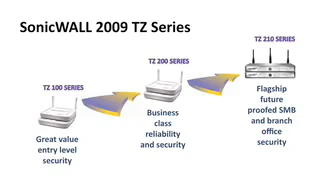 SonicWALL 2009 TZ Series
TZ 210 SERIES
TZ 200 SERIES
TZ 100 SERIES
Flagship
future
proofed SMB
and branch
office
security
Business
class
reliability
and security
Great value
entry level
security